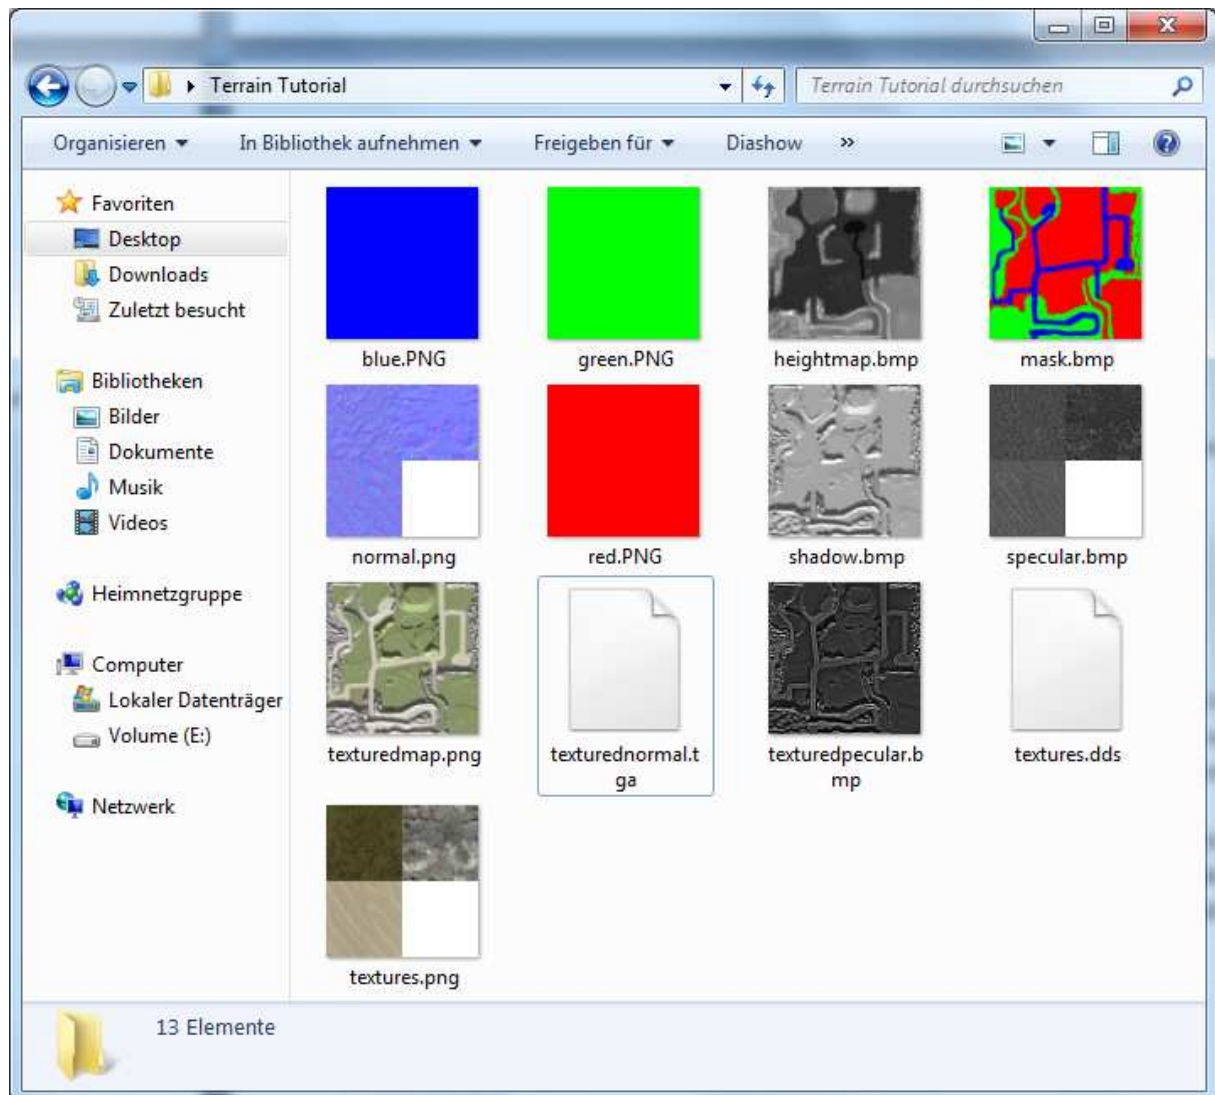 Terrain Tutorial
Terrain Tutorial durchsuchen
Organisieren
In Bibliothek aufnehmen
Freigeben für
Diashow
»
Favoriten
Desktop
Downloads
Zuletzt besucht
Bibliotheken
Bilder
Dokumente
Musik
Videos
Heimnetzgruppe
Computer
Lokaler Datenträger
Volume (E:)
Netzwerk
blue.PNG
green.PNG
heightmap.bmp
mask.bmp
normal.png
red.PNG
shadow.bmp
specular.bmp
texturedmap.png
texturednormal.t
ga
texturedpecular.b
mp
textures.dds
textures.png
13 Elemente